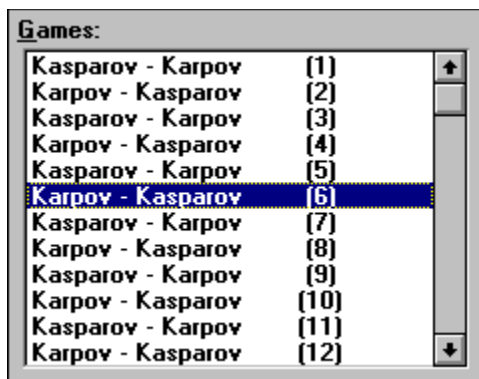 Games:
Kasparov - Karpov (1)
Karpov - Kasparov (2)
Kasparov - Karpov (3)
Karpov - Kasparov (4)
Kasparov - Karpov (5)
Karpov - Kasparov (6)
Kasparov - Karpov (7)
Karpov - Kasparov (8)
Kasparov - Karpov (9)
Karpov - Kasparov (10)
Kasparov - Karpov (11)
Karpov - Kasparov (12)